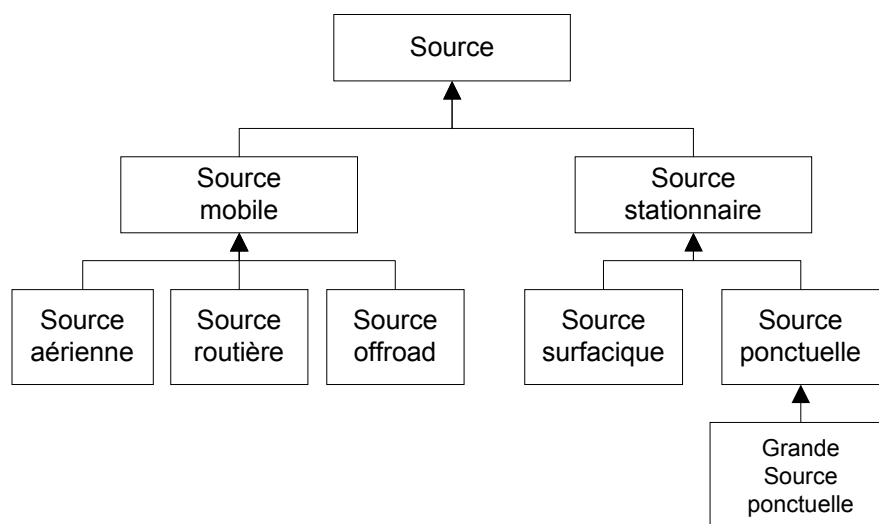 Source
Source
mobile
Source
stationnaire
Source
aérienne
Source
routière
Source
offroad
Source
surfacique
Source
ponctuelle
Grande
Source
ponctuelle